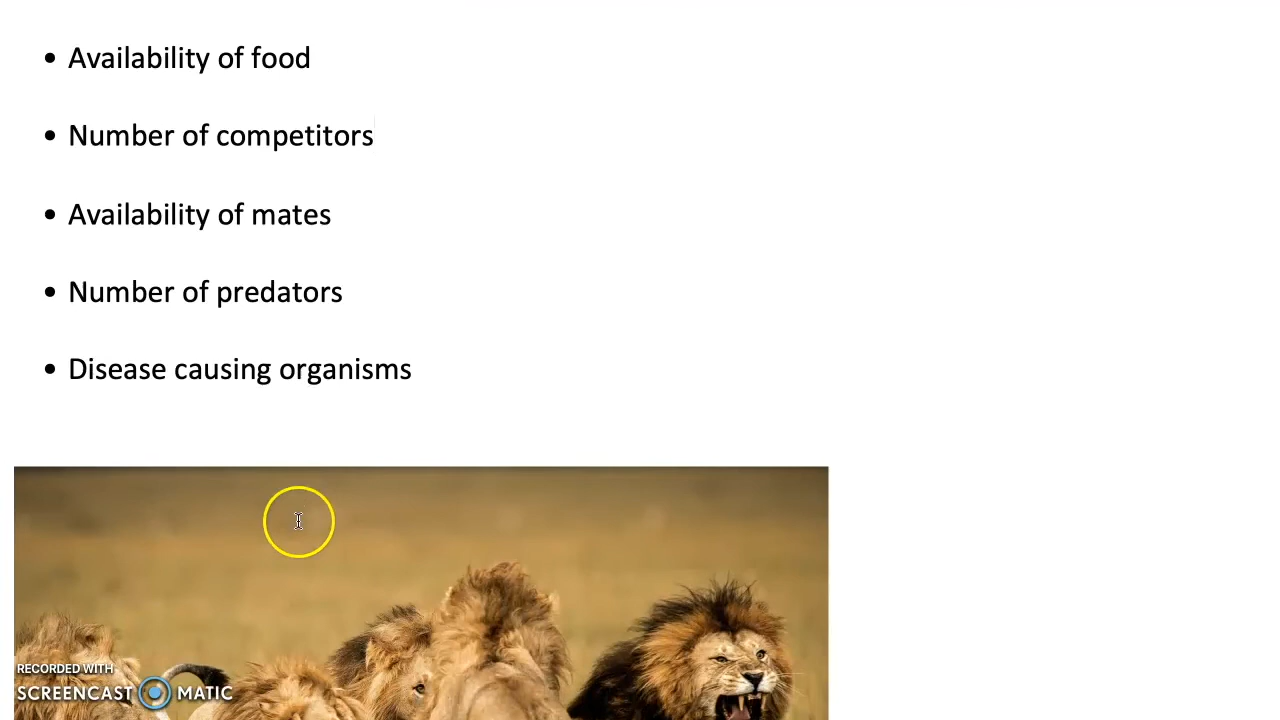 • Availability of food
• Number of competitors
• Availability of mates
• Number of predators
• Disease causing organisms
RECORDED WITH
SCREENCAST MATIC